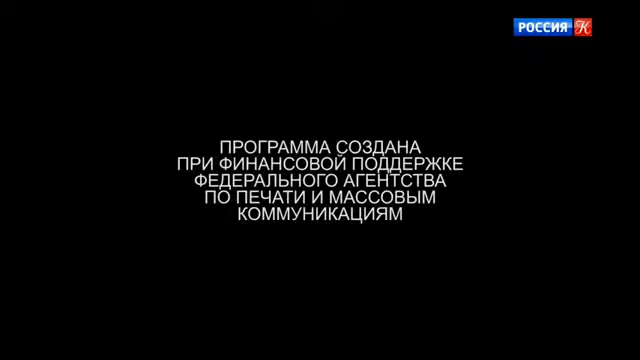 РОССИЯ К
ПРОГРАММА СОЗДАНА
ПРИ ФИНАНСОВОЙ ПОДДЕРЖКЕ
ФЕДЕРАЛЬНОГО АГЕНТСТВА
ПО ПЕЧАТИ И МАССОВЫМ
КОММУНИКАЦИЯМ